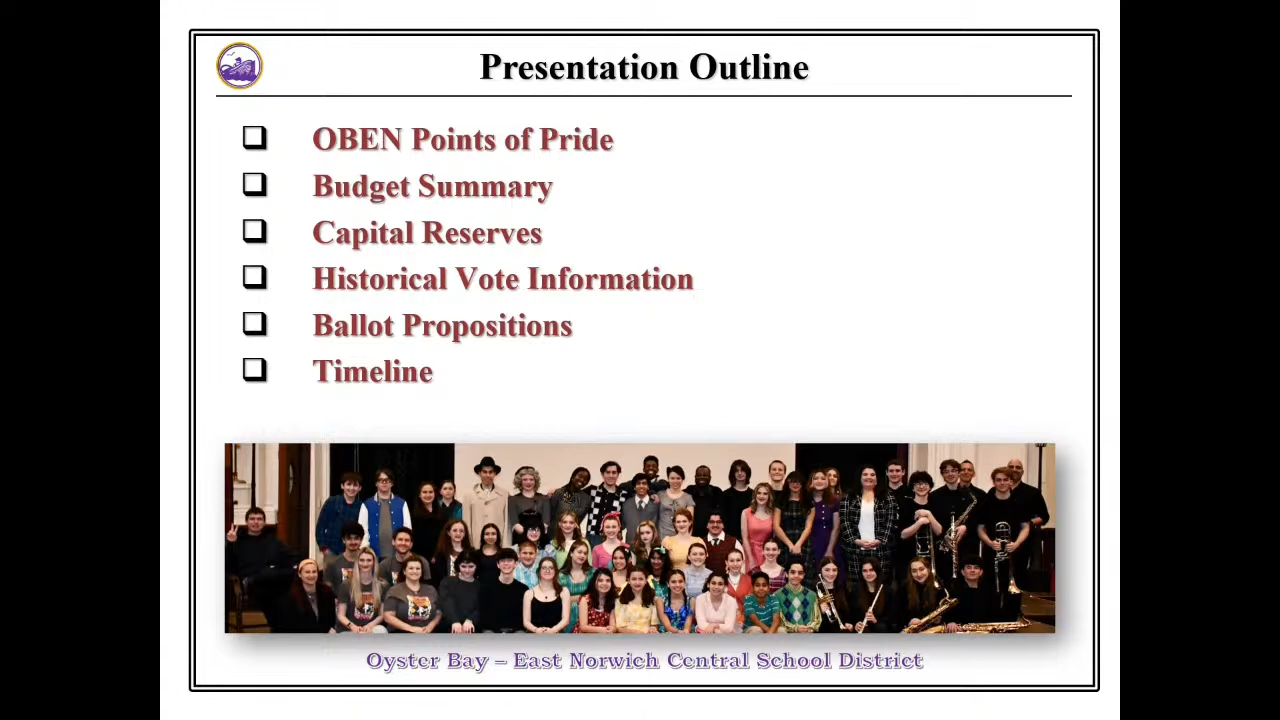 Presentation Outline
OBEN Points of Pride
Budget Summary
Capital Reserves
Historical Vote Information
Ballot Propositions
Timeline
Oyster Bay – East Norwich Central School District